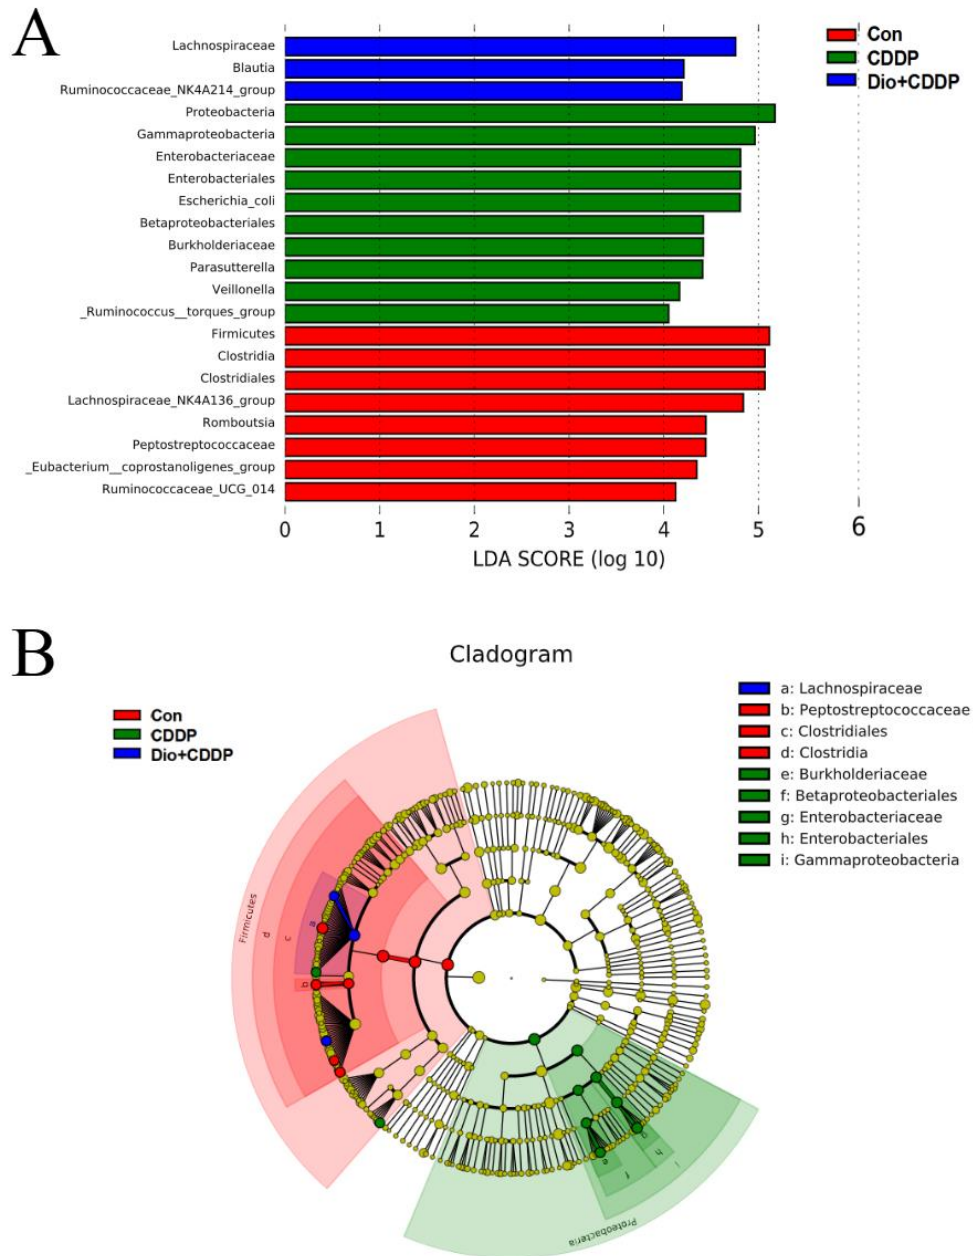 A
Lachnospiraceae
Blautia
Ruminococcaceae_NK4A214_group
Proteobacteria
Gammaproteobacteria
Enterobacteriaceae
Enterobacteriales
Escherichia_coli
Betaproteobacteriales
Burkholderiaceae
Parasutterella
Veillonella
_Ruminococcus__torques_group
Firmicutes
Clostridia
Clostridiales
Lachnospiraceae_NK4A136_group
Romboutsia
Peptostreptococcaceae
_Eubacterium__coprostanoligenes_group
Ruminococcaceae_UCG_014
Con
CDDP
Dio+CDDP
0 1 2 3 4 5 6
LDA SCORE (log 10)
B
Cladogram
Con
CDDP
Dio+CDDP
a: Lachnospiraceae
b: Peptostreptococcaceae
c: Clostridiales
d: Clostridia
e: Burkholderiaceae
f: Betaproteobacteriales
g: Enterobacteriaceae
h: Enterobacteriales
i: Gammaproteobacteria
Firmicutes
d
c
a
b
g
h
i
e
f
Proteobacteria